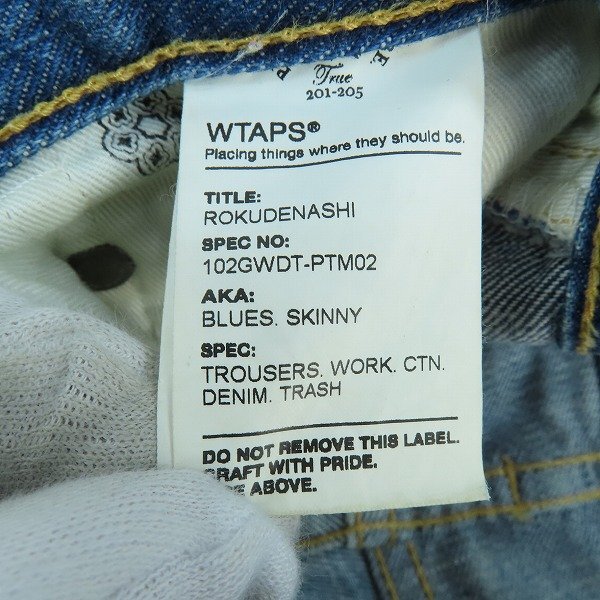 True
201-205
WTAPS®
Placing things where they should be.
TITLE:
ROKUDENASHI
SPEC NO:
102GWDT-PTM02
AKA:
BLUES. SKINNY
SPEC:
TROUSERS. WORK. CTN.
DENIM. TRASH
DO NOT REMOVE THIS LABEL.
CRAFT WITH PRIDE.
ABOVE.